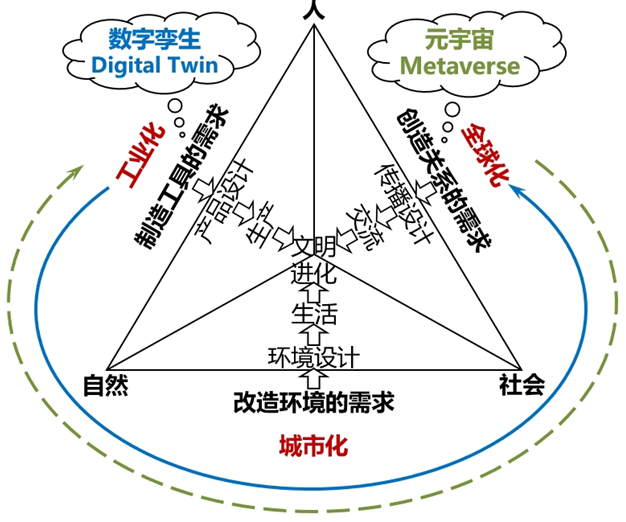 人
数字孪生
Digital Twin
元宇宙
Metaverse
工业化
制造工具的需求
产品设计
生产
全球化
创造关系的需求
传播设计
交流
文明
进化
生活
环境设计
自然
社会
改造环境的需求
城市化